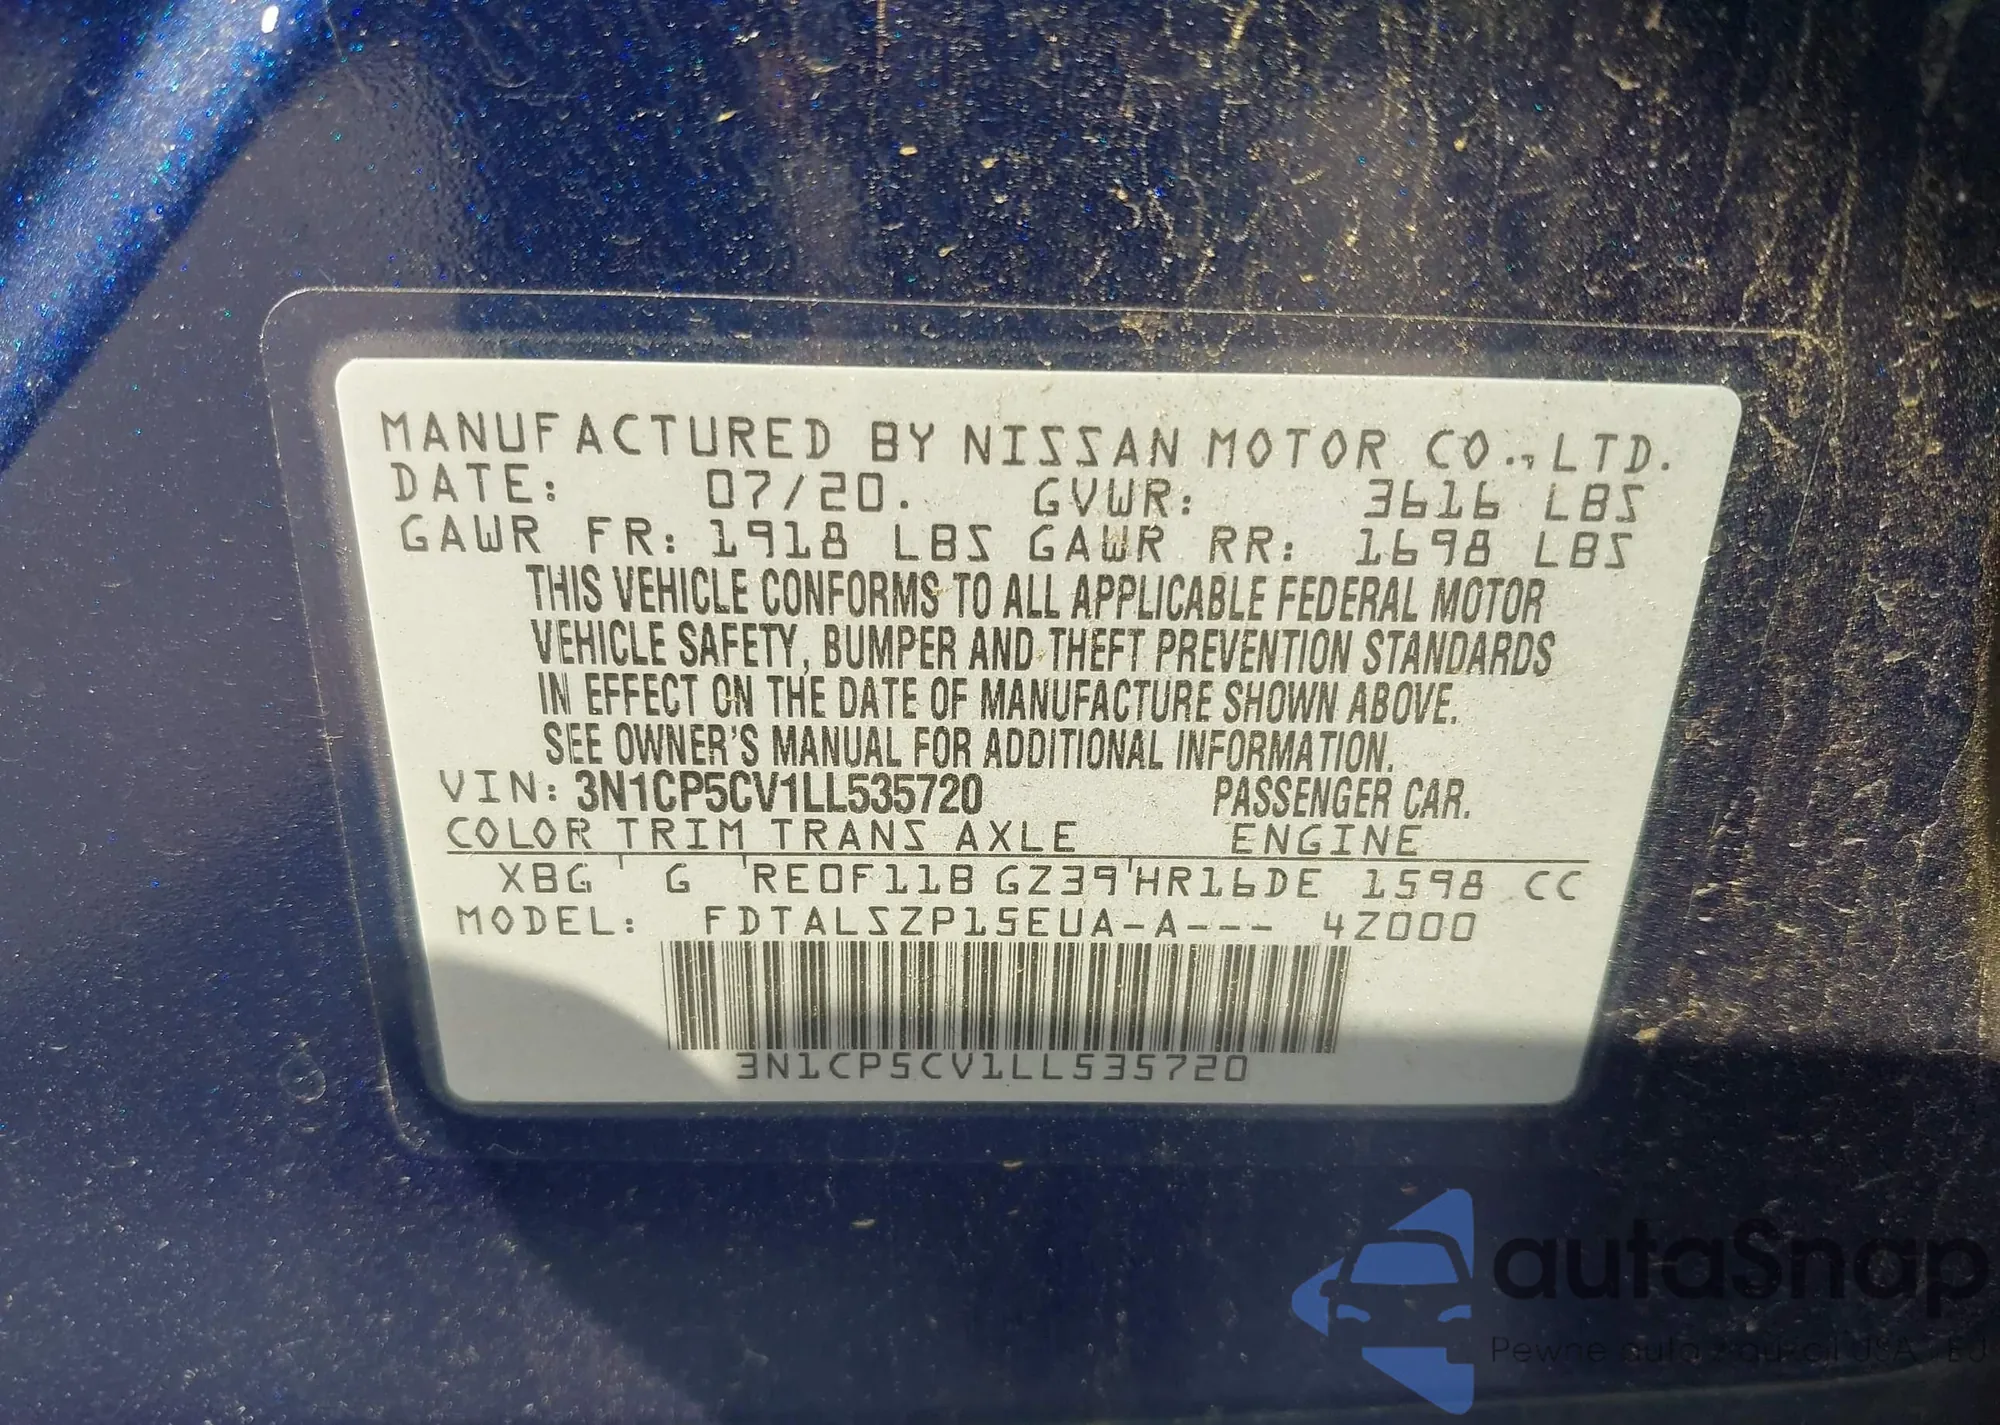 MANUFACTURED BY NISSAN MOTOR CO., LTD.
DATE: 07/20. GVWR: 3616 LBS
GAWR FR: 1918 LBS GAWR RR: 1698 LBS
THIS VEHICLE CONFORMS TO ALL APPLICABLE FEDERAL MOTOR
VEHICLE SAFETY, BUMPER AND THEFT PREVENTION STANDARDS
IN EFFECT ON THE DATE OF MANUFACTURE SHOWN ABOVE.
SEE OWNER'S MANUAL FOR ADDITIONAL INFORMATION.
VIN: 3N1CP5CV1LL535720 PASSENGER CAR.
COLOR TRIM TRANS AXLE ENGINE
XBG ' G 'RE0F11B GZ39'HR16DE 1598 CC
MODEL: FDTALSZP15EUA-A--- 4Z000
3N1CP5CV1LL535720
autaSnap
Pewne auta